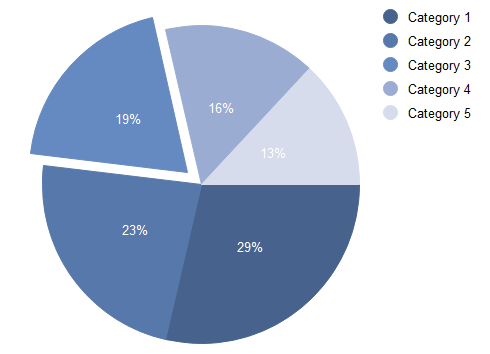 Category 1
Category 2
Category 3
Category 4
Category 5
16%
19%
13%
23%
29%